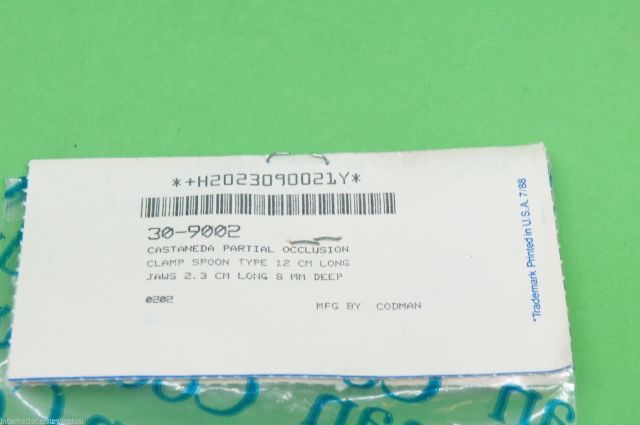 *+H2023090021Y*
30-9002
CASTANEDA PARTIAL OCCLUSION
CLAMP SPOON TYPE 12 CM LONG
JAWS 2.3 CM LONG 8 MM DEEP
0202
MFG BY CODMAN
*Trademark Printed in U.S.A. 7/88